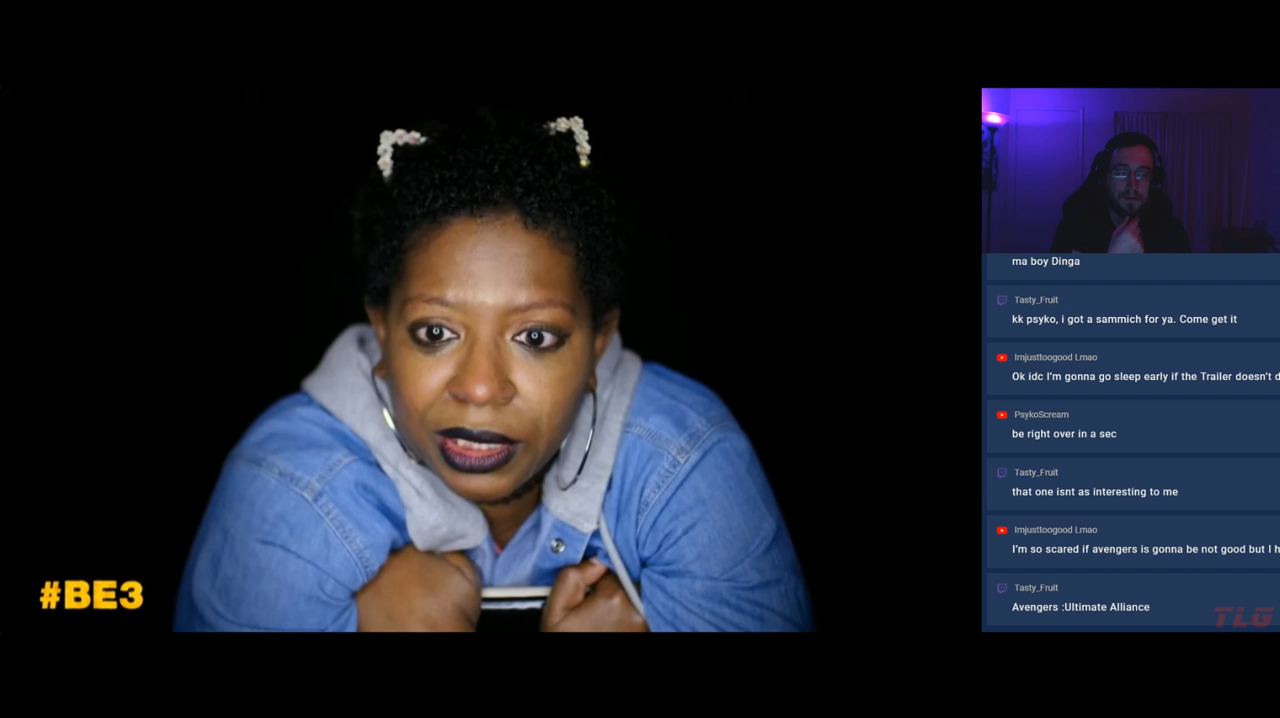 #BE3
ma boy Dinga
Tasty_Fruit
kk psyko, i got a sammich for ya. Come get it
Imjusttoogood Lmao
Ok idc I'm gonna go sleep early if the Trailer doesn't d
PsykoScream
be right over in a sec
Tasty_Fruit
that one isnt as interesting to me
Imjusttoogood Lmao
I'm so scared if avengers is gonna be not good but I h
Tasty_Fruit
Avengers :Ultimate Alliance
TLG